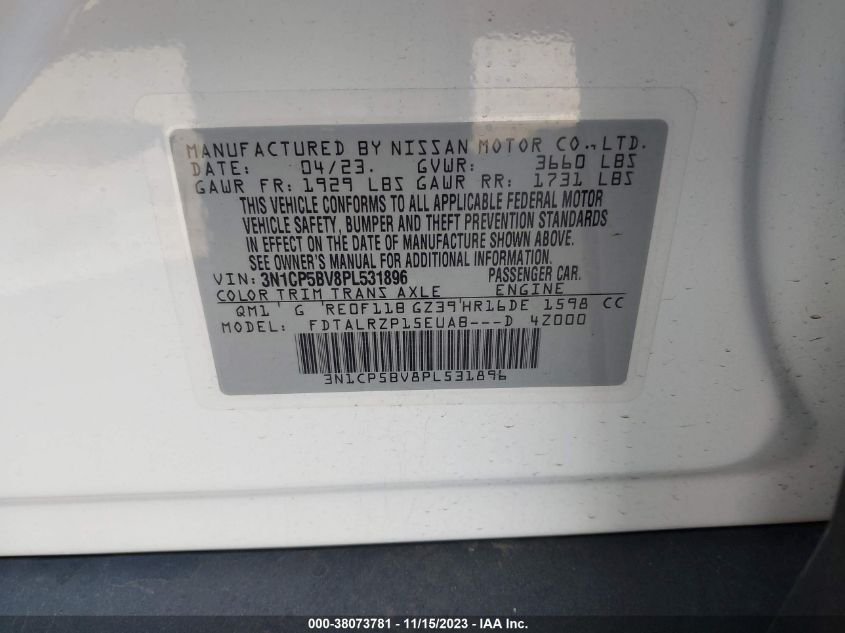 MANUFACTURED BY NISSAN MOTOR CO.,LTD.
DATE: 04/23. GVWR: 3660 LBS
GAWR FR: 1929 LBS GAWR RR: 1731 LBS
THIS VEHICLE CONFORMS TO ALL APPLICABLE FEDERAL MOTOR
VEHICLE SAFETY, BUMPER AND THEFT PREVENTION STANDARDS
IN EFFECT ON THE DATE OF MANUFACTURE SHOWN ABOVE.
SEE OWNER'S MANUAL FOR ADDITIONAL INFORMATION.
VIN: 3N1CP5BV8PL531896 PASSENGER CAR.
COLOR TRIM TRANS AXLE ENGINE
QM1 G RE0F11B GZ39 HR16DE 1598 CC
MODEL: FDTALRZP15EUAB---D 4Z000
3N1CP5BV8PL531896
000-38073781 - 11/15/2023 - IAA Inc.